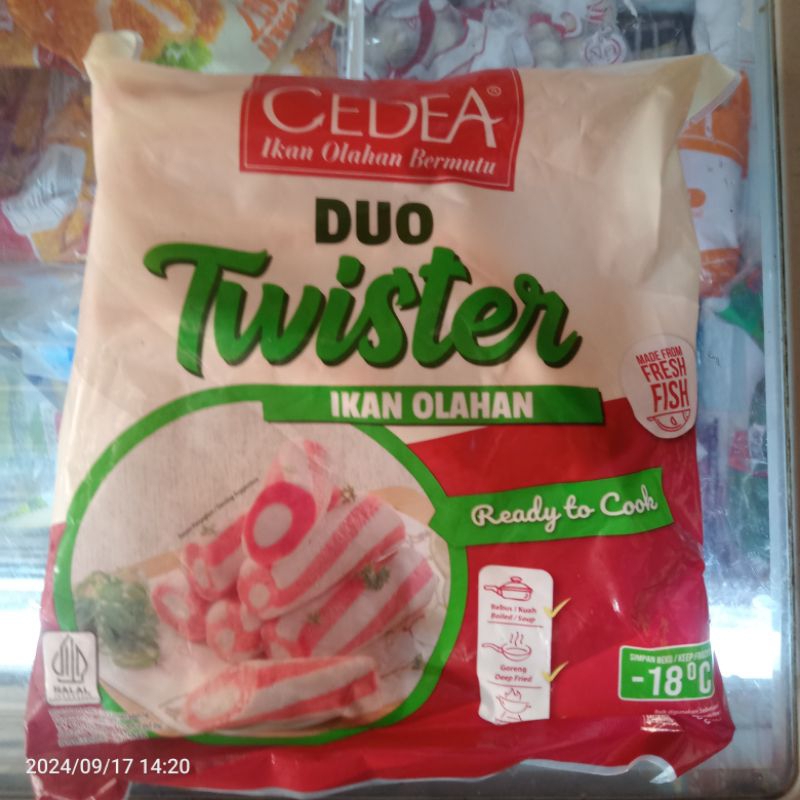 CEDEA®
Ikan Olahan Bermutu
DUO
Twister
IKAN OLAHAN
MADE FROM
FRESH
FISH
Ready to Cook
Rebus / Kuah
Boiled / Soup
Goreng
Deep Fried
SIMPAN BEKU / KEEP FROZEN
-18°C
HALAL
2024/09/17 14:20